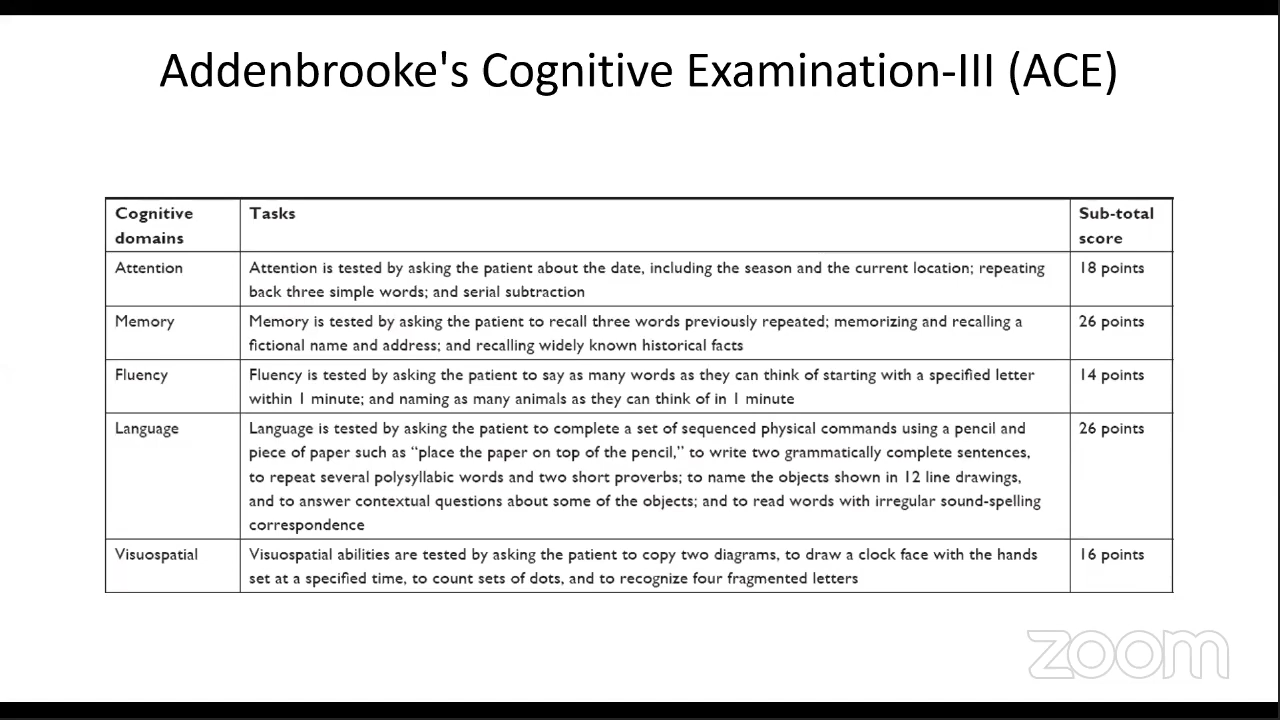 Addenbrooke's Cognitive Examination-III (ACE)
Cognitive domains
Tasks
Sub-total score
Attention
Attention is tested by asking the patient about the date, including the season and the current location; repeating
back three simple words; and serial subtraction
18 points
Memory
Memory is tested by asking the patient to recall three words previously repeated; memorizing and recalling a
fictional name and address; and recalling widely known historical facts
26 points
Fluency
Fluency is tested by asking the patient to say as many words as they can think of starting with a specified letter
within 1 minute; and naming as many animals as they can think of in 1 minute
14 points
Language
Language is tested by asking the patient to complete a set of sequenced physical commands using a pencil and
piece of paper such as “place the paper on top of the pencil,” to write two grammatically complete sentences,
to repeat several polysyllabic words and two short proverbs; to name the objects shown in 12 line drawings,
and to answer contextual questions about some of the objects; and to read words with irregular sound-spelling
correspondence
26 points
Visuospatial
Visuospatial abilities are tested by asking the patient to copy two diagrams, to draw a clock face with the hands
set at a specified time, to count sets of dots, and to recognize four fragmented letters
16 points
zoom